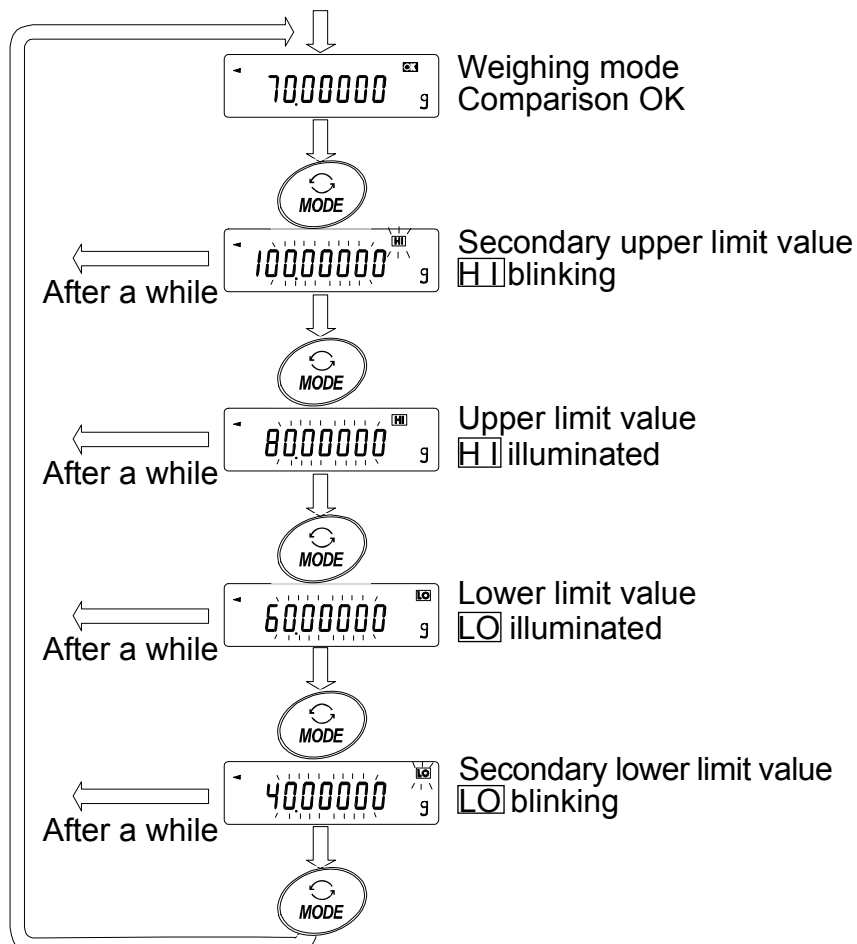 OK
70.00000 g
Weighing mode
Comparison OK
MODE
HI
100.00000 g
Secondary upper limit value
HI blinking
After a while
MODE
HI
80.00000 g
Upper limit value
HI illuminated
After a while
MODE
LO
60.00000 g
Lower limit value
LO illuminated
After a while
MODE
LO
40.00000 g
Secondary lower limit value
LO blinking
After a while
MODE